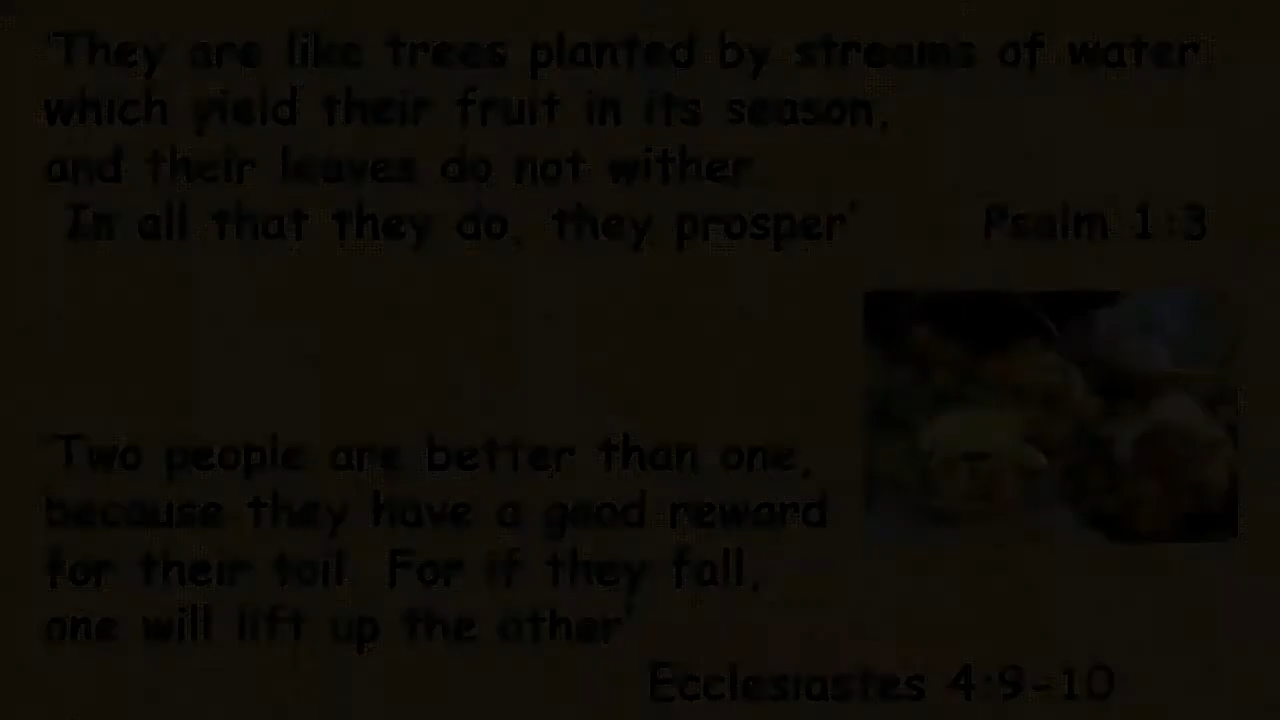 'They are like trees planted by streams of water,
which yield their fruit in its season,
and their leaves do not wither.
In all that they do, they prosper' Psalm 1:3
'Two people are better than one,
because they have a good reward
for their toil. For if they fall,
one will lift up the other'
Ecclesiastes 4:9-10